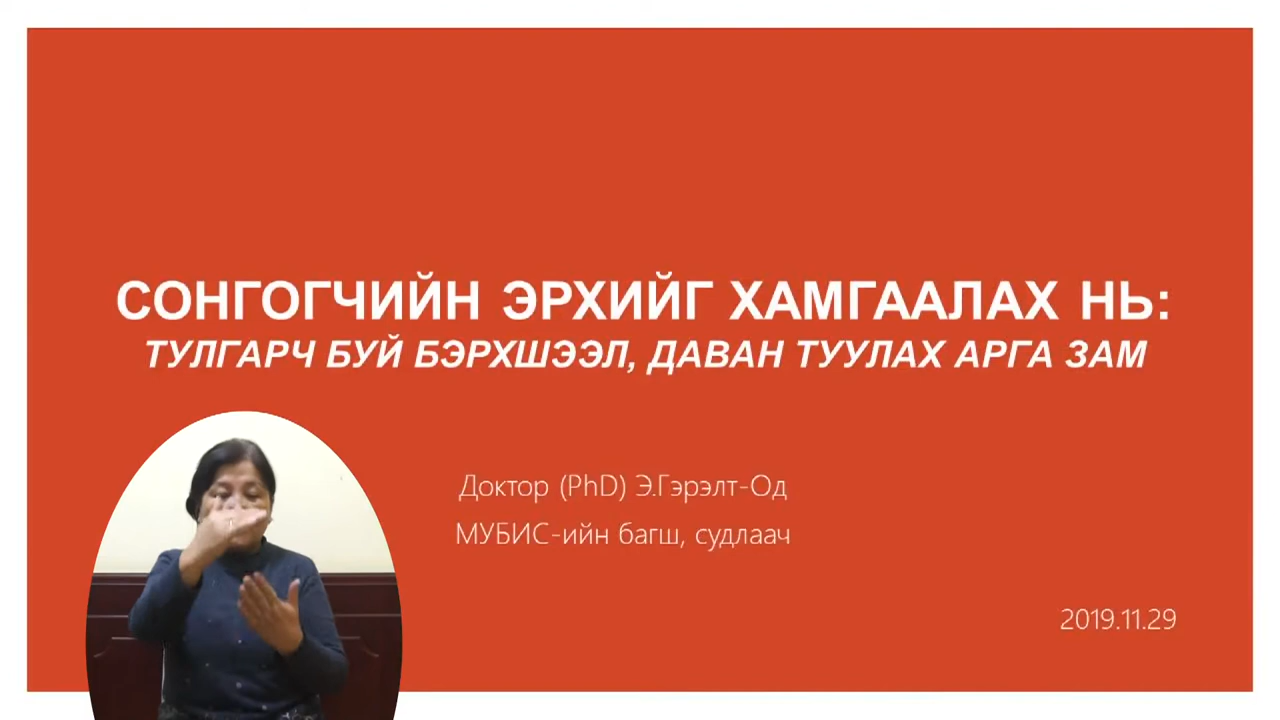 СОНГОГЧИЙН ЭРХИЙГ ХАМГААЛАХ НЬ:
ТУЛГАРЧ БУЙ БЭРХШЭЭЛ, ДАВАН ТУУЛАХ АРГА ЗАМ
Доктор (PhD) Э.Гэрэлт-Од
МУБИС-ийн багш, судлаач
2019.11.29